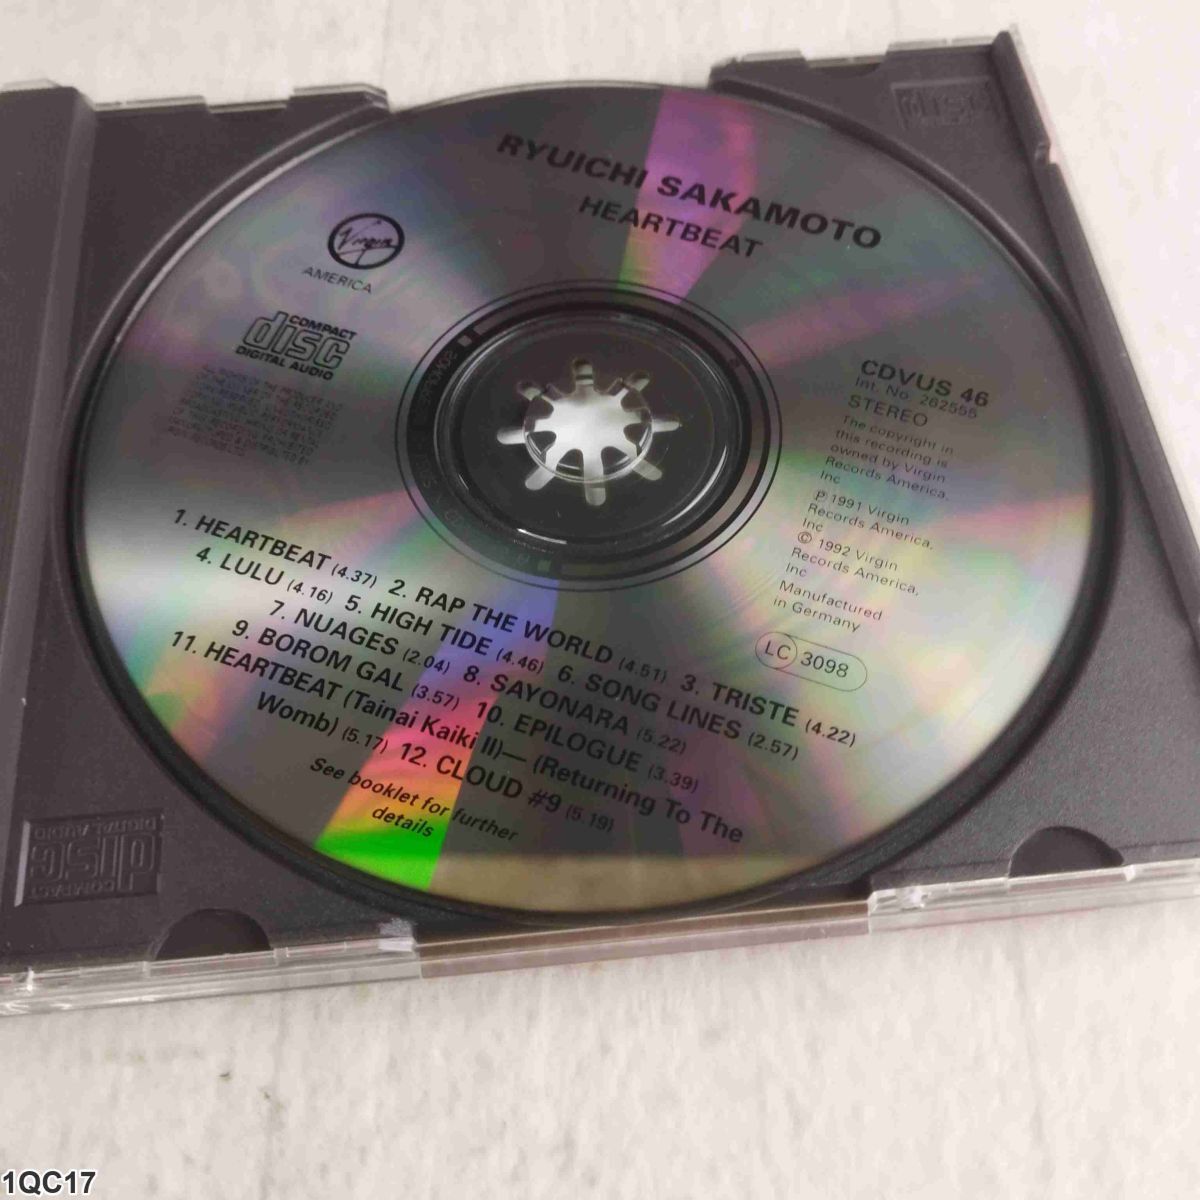 RYUICHI SAKAMOTO
HEARTBEAT
Virgin
AMERICA
COMPACT
disc
DIGITAL AUDIO
CDVUS 46
Int. No. 262555
STEREO
The copyright in
this recording is
owned by Virgin
Records America,
Inc
℗ 1991 Virgin
Records America,
Inc
© 1992 Virgin
Records America,
Inc
Manufactured
in Germany
LC 3098
1. HEARTBEAT (4.37) 2. RAP THE WORLD (4.51) 3. TRISTE (4.22)
4. LULU (4.16) 5. HIGH TIDE (4.46) 6. SONG LINES (2.57)
7. NUAGES (2.04) 8. SAYONARA (5.22)
9. BOROM GAL (3.57) 10. EPILOGUE (3.39)
11. HEARTBEAT (Tainai Kaiki II)— (Returning To The
Womb) (5.17) 12. CLOUD #9 (5.19)
See booklet for further
details
COMPACT
disc
DIGITAL AUDIO
disc
1QC17